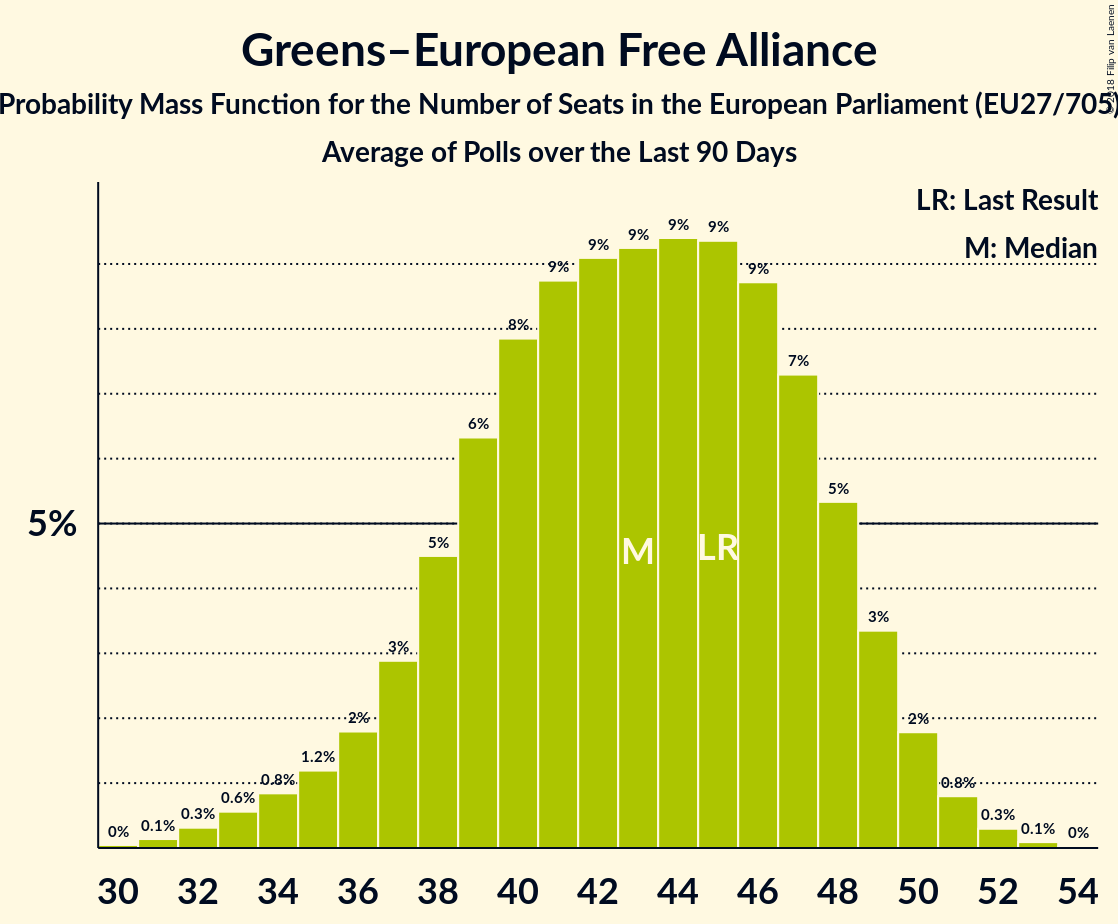 Greens–European Free Alliance
Probability Mass Function for the Number of Seats in the European Parliament (EU27/705)
Average of Polls over the Last 90 Days
© 2018 Filip van Laenen
LR: Last Result
M: Median
5%
0% 0.1% 0.3% 0.6% 0.8% 1.2% 2% 3% 5% 6% 8% 9% 9% 9% 9% 9% 9% 7% 5% 3% 2% 0.8% 0.3% 0.1% 0%
M LR
30 32 34 36 38 40 42 44 46 48 50 52 54